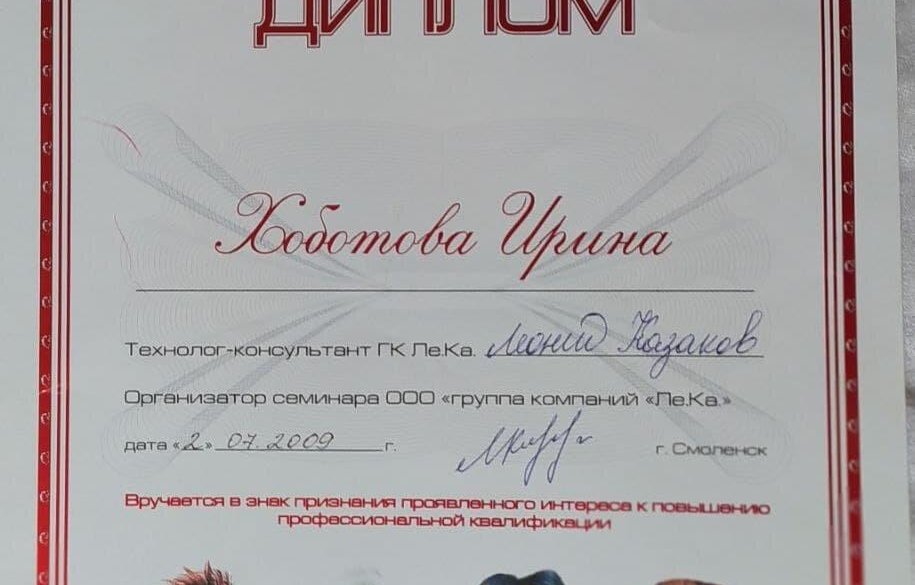 ДИПЛОМ
Хоботова Ирина
Технолог-консультант ГК Ле.Ка. Леонид Казаков
Организатор семинара ООО «группа компаний «Ле.Ка.»
дата «2» 07.2009 г. г. Смоленск
Вручается в знак признания проявленного интереса к повышению
профессиональной квалификации